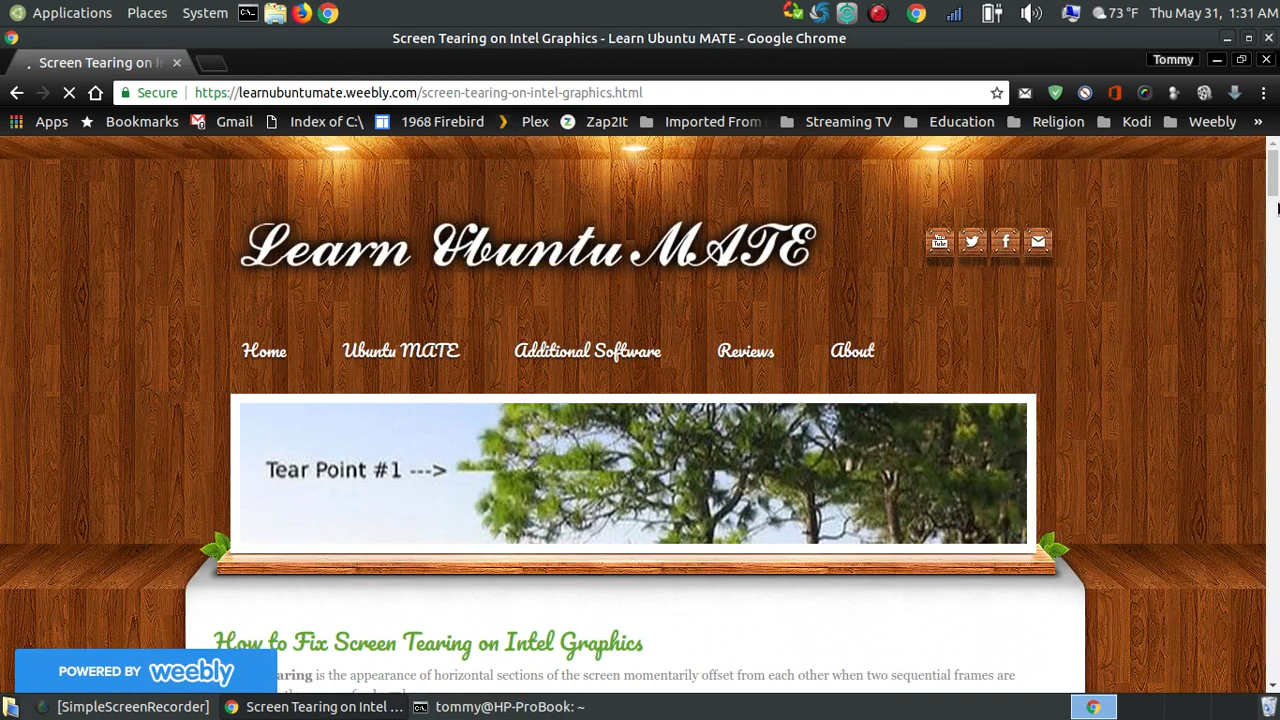 Applications Places System 73 °F Thu May 31, 1:31 AM
Screen Tearing on Intel Graphics - Learn Ubuntu MATE - Google Chrome
Screen Tearing on In Tommy
Secure https://learnubuntumate.weebly.com/screen-tearing-on-intel-graphics.html
Apps Bookmarks Gmail Index of C:\ 1968 Firebird Plex Zap2It Imported From Streaming TV Education Religion Kodi Weebly »
Learn Ubuntu MATE
You Tube
Home Ubuntu MATE Additional Software Reviews About
Tear Point #1 --->
How to Fix Screen Tearing on Intel Graphics
earing is the appearance of horizontal sections of the screen momentarily offset from each other when two sequential frames are
POWERED BY weebly
[SimpleScreenRecorder] Screen Tearing on Intel ... tommy@HP-ProBook: ~